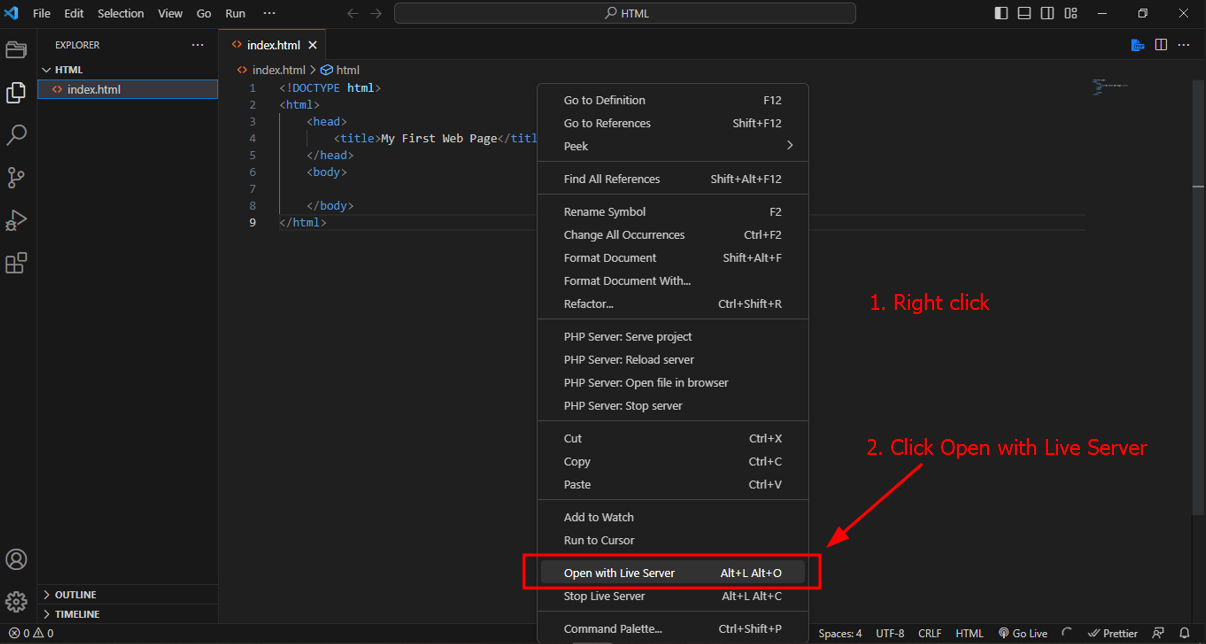 File Edit Selection View Go Run ··· HTML
EXPLORER ···
HTML
index.html
index.html
index.html > html
1 <!DOCTYPE html>
2 <html>
3 <head>
4 <title>My First Web Page</titl
5 </head>
6 <body>
7
8 </body>
9 </html>
Go to Definition F12
Go to References Shift+F12
Peek
Find All References Shift+Alt+F12
Rename Symbol F2
Change All Occurrences Ctrl+F2
Format Document Shift+Alt+F
Format Document With...
Refactor... Ctrl+Shift+R
PHP Server: Serve project
PHP Server: Reload server
PHP Server: Open file in browser
PHP Server: Stop server
Cut Ctrl+X
Copy Ctrl+C
Paste Ctrl+V
Add to Watch
Run to Cursor
Open with Live Server Alt+L Alt+O
Stop Live Server Alt+L Alt+C
Command Palette... Ctrl+Shift+P
1. Right click
2. Click Open with Live Server
OUTLINE
TIMELINE
0 0 Spaces: 4 UTF-8 CRLF HTML Go Live Prettier